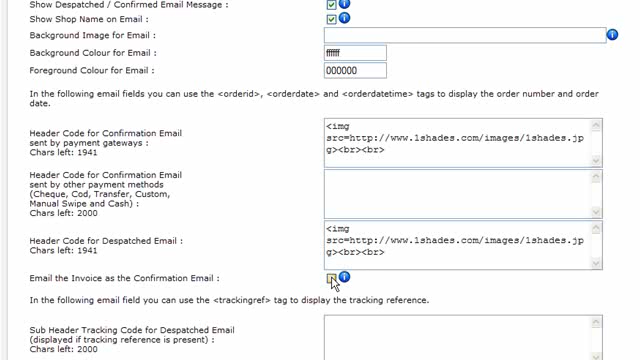 Show Despatched / Confirmed Email Message :
Show Shop Name on Email :
Background Image for Email :
Background Colour for Email : ffffff
Foreground Colour for Email : 000000
In the following email fields you can use the <orderid>, <orderdate> and <orderdatetime> tags to display the order number and order
date.
Header Code for Confirmation Email
sent by payment gateways :
Chars left: 1941
<img
src=http://www.1shades.com/images/1shades.jp
g><br><br>
Header Code for Confirmation Email
sent by other payment methods
(Cheque, Cod, Transfer, Custom,
Manual Swipe and Cash) :
Chars left: 2000
Header Code for Despatched Email :
Chars left: 1941
<img
src=http://www.1shades.com/images/1shades.jp
g><br><br>
Email the Invoice as the Confirmation Email :
In the following email field you can use the <trackingref> tag to display the tracking reference.
Sub Header Tracking Code for Despatched Email
(displayed if tracking reference is present) :
Chars left: 2000